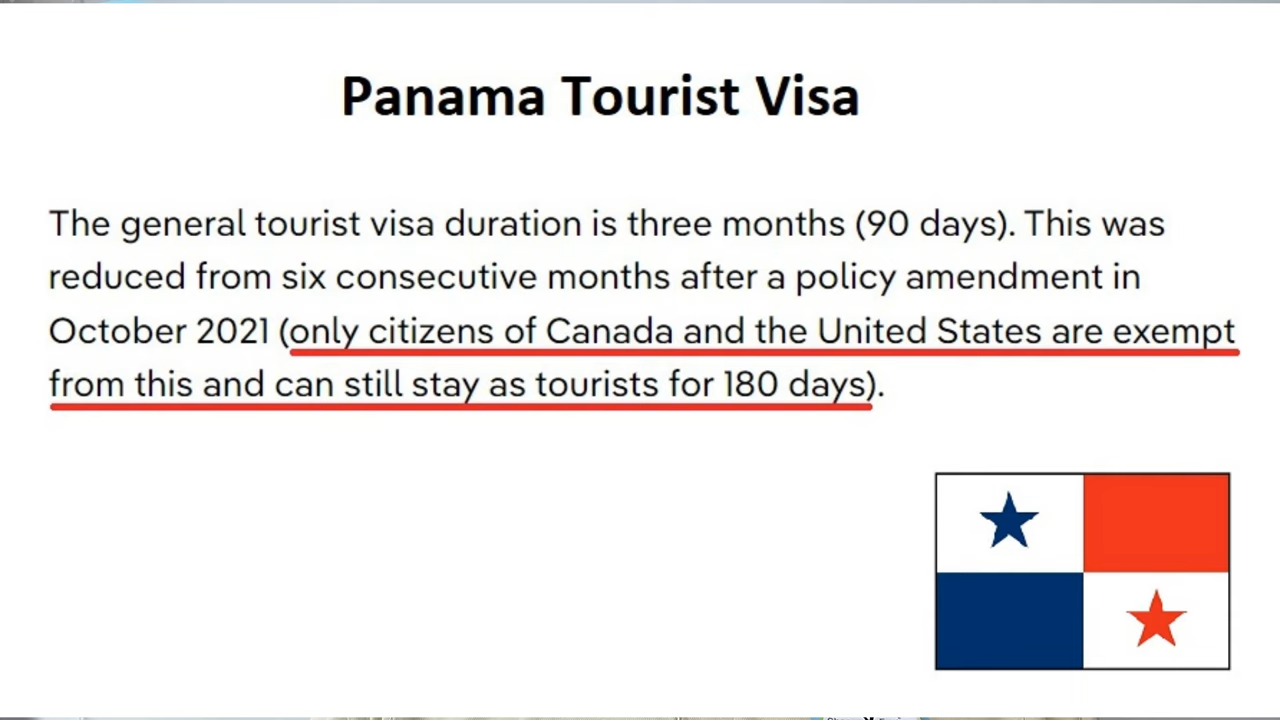 Panama Tourist Visa
The general tourist visa duration is three months (90 days). This was
reduced from six consecutive months after a policy amendment in
October 2021 (only citizens of Canada and the United States are exempt
from this and can still stay as tourists for 180 days).